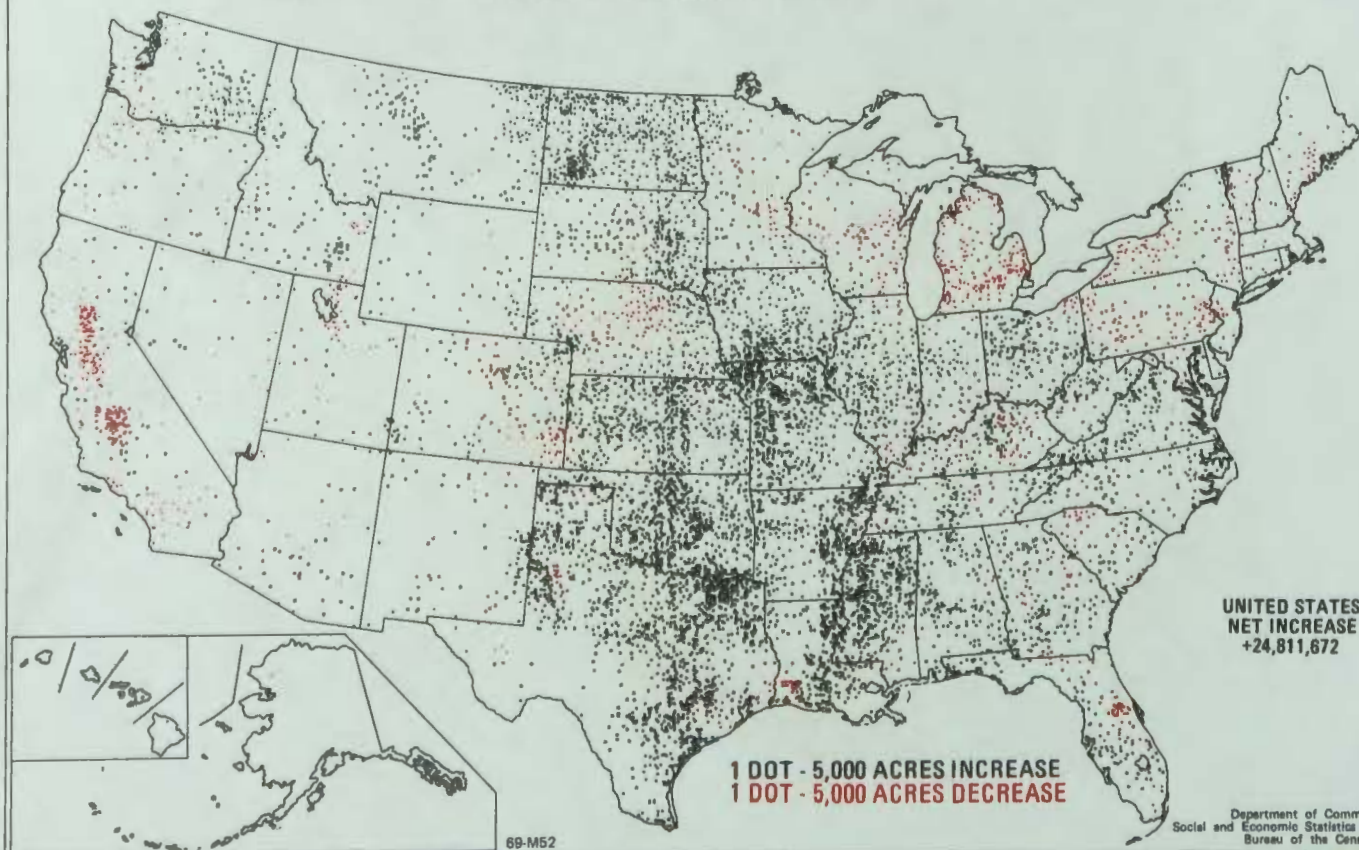 UNITED STATES
NET INCREASE
+24,811,672
1 DOT - 5,000 ACRES INCREASE
1 DOT - 5,000 ACRES DECREASE
69-M52
Department of Comm
Social and Economic Statistics
Bureau of the Cen